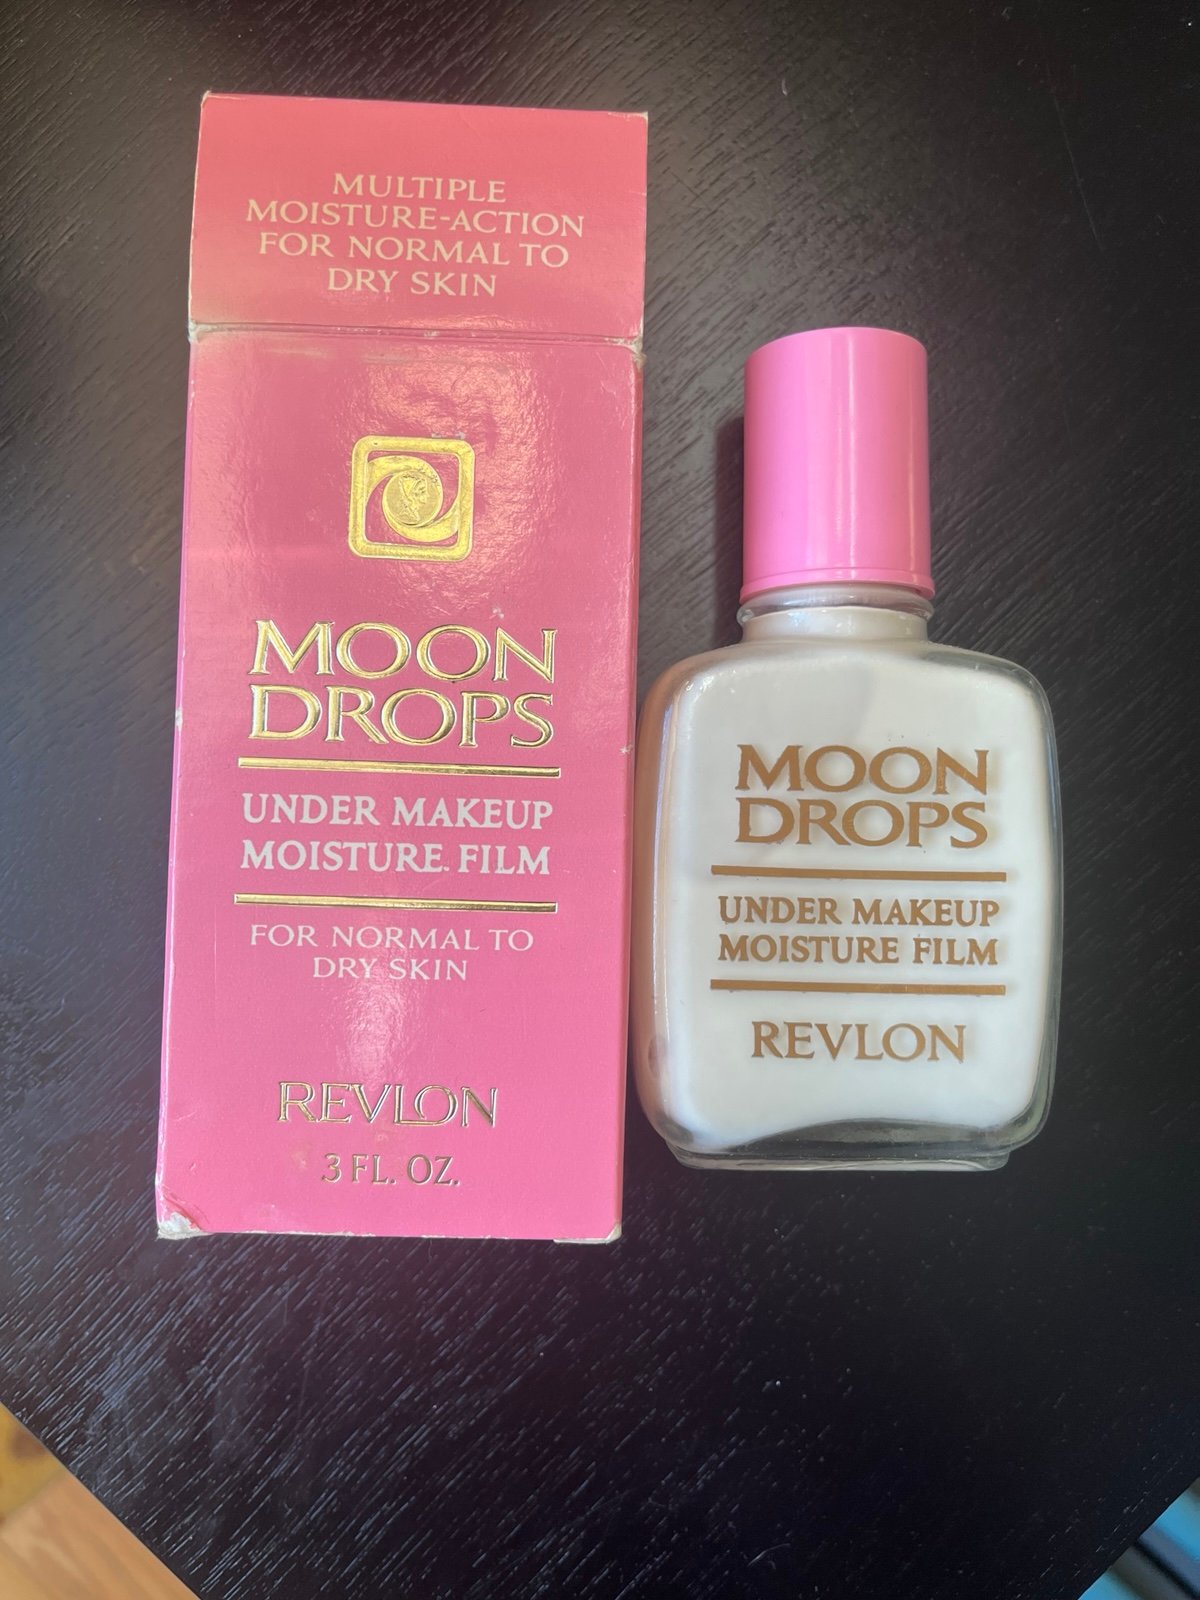 MULTIPLE
MOISTURE-ACTION
FOR NORMAL TO
DRY SKIN
MOON
DROPS
UNDER MAKEUP
MOISTURE FILM
FOR NORMAL TO
DRY SKIN
REVLON
3 FL. OZ.
MOON
DROPS
UNDER MAKEUP
MOISTURE FILM
REVLON